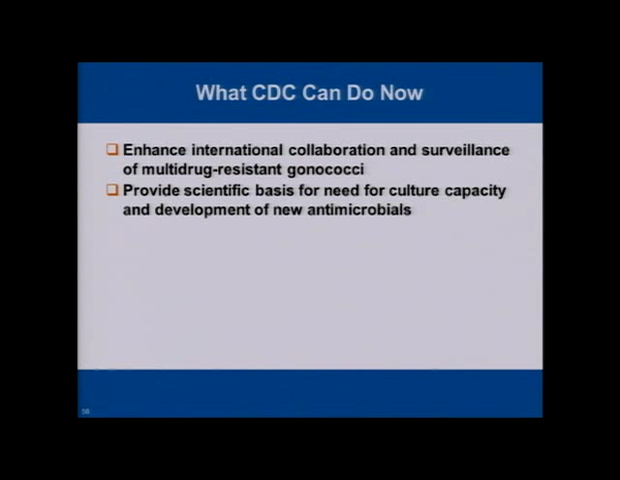 What CDC Can Do Now
Enhance international collaboration and surveillance
of multidrug-resistant gonococci
Provide scientific basis for need for culture capacity
and development of new antimicrobials
58